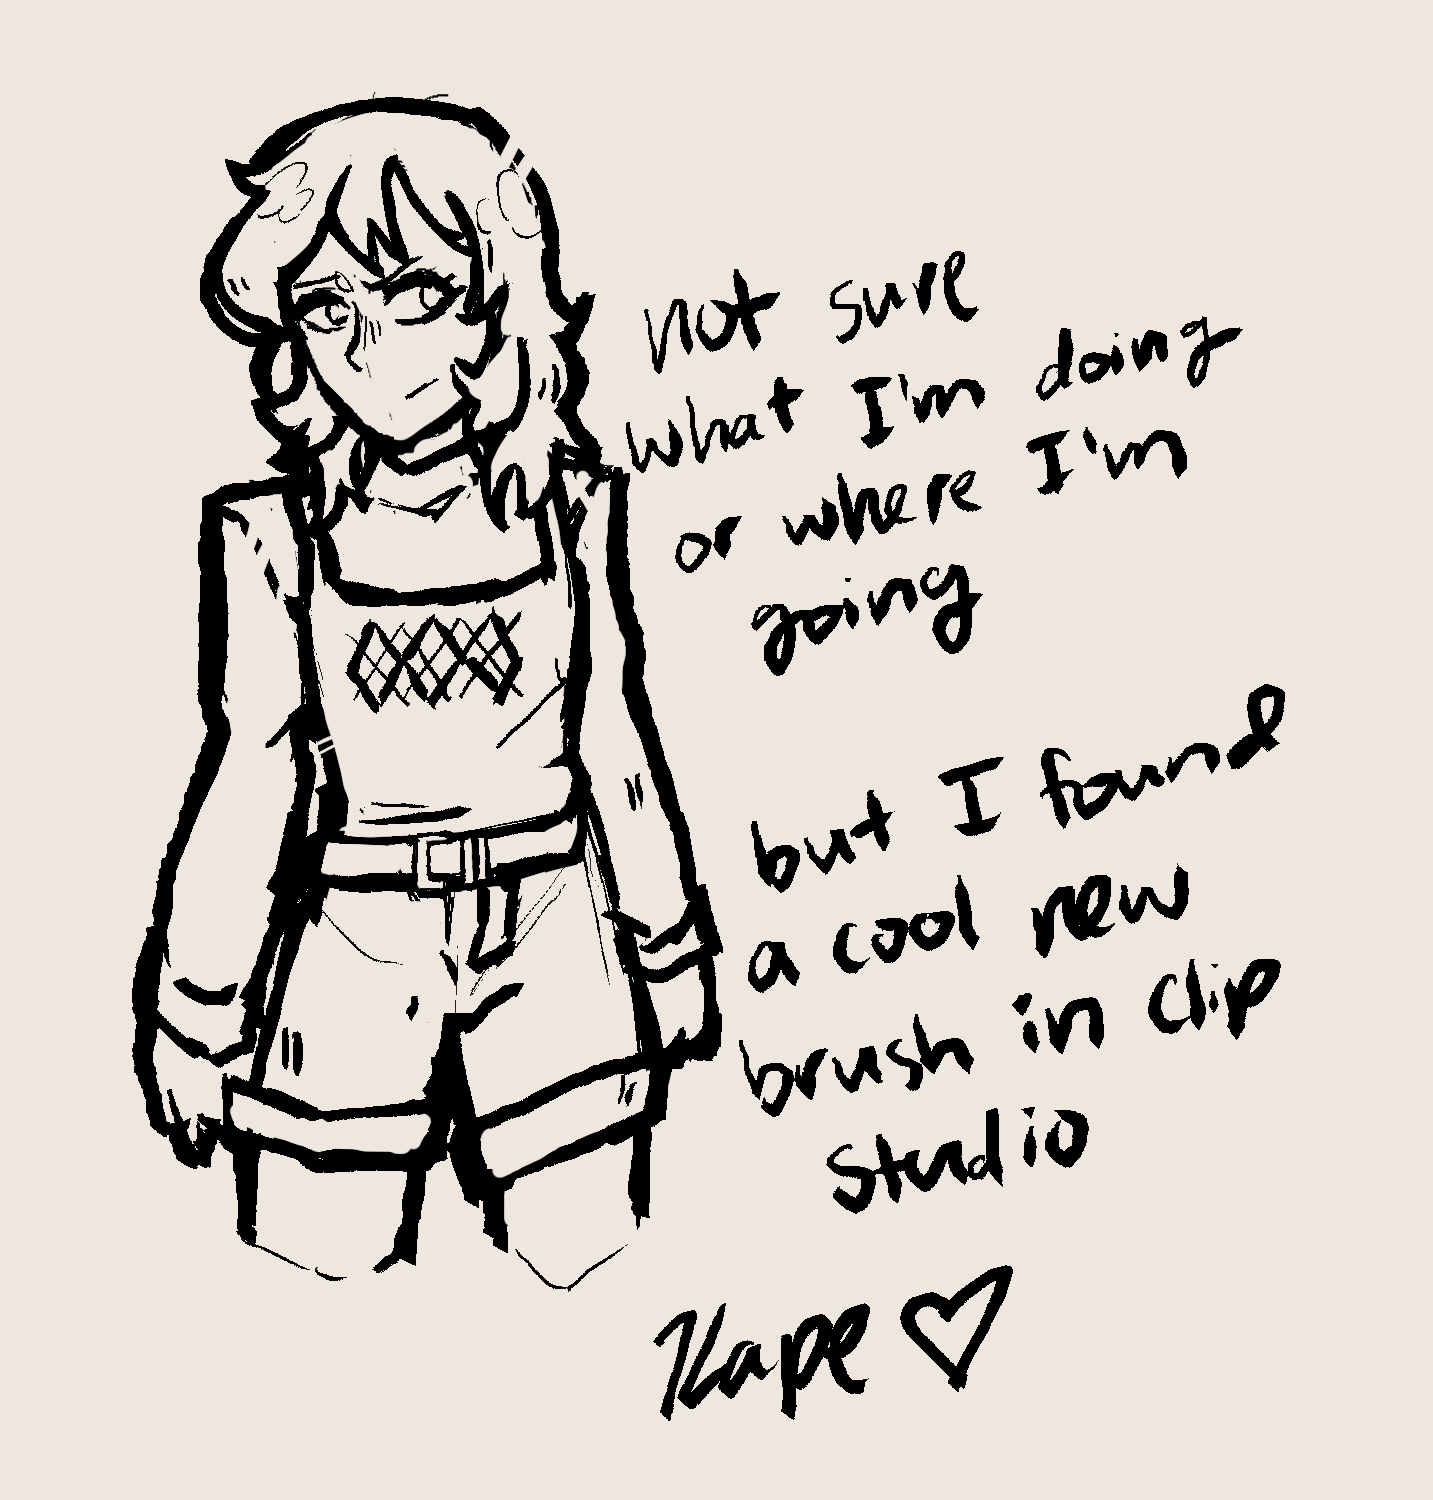 not sure
what I'm doing
or where I'm
going
but I found
a cool new
brush in clip
studio
Kape ♡